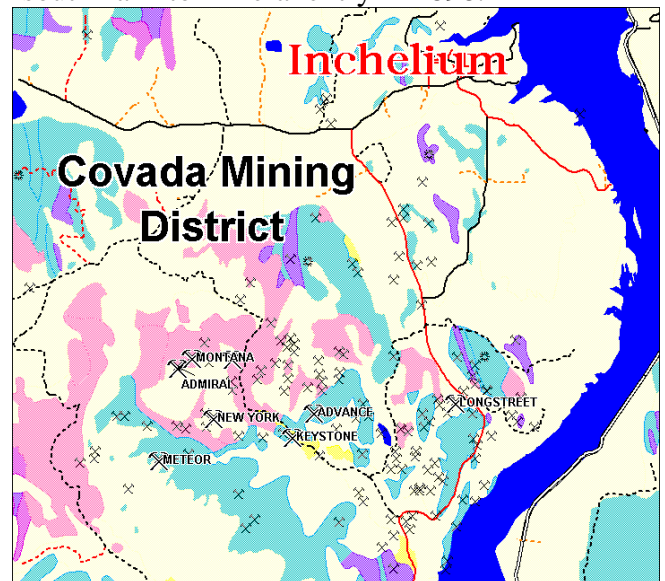 Inchelium
Covada Mining
District
MONTANA
ADMIRAL
NEW YORK
ADVANCE
LONGSTREET
KEYSTONE
METEOR